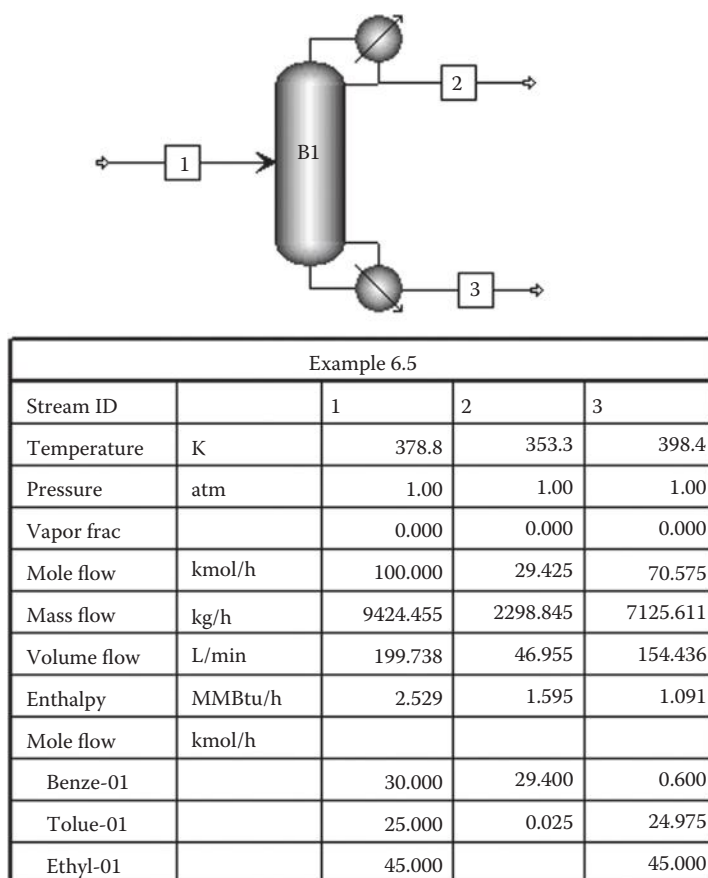 B1
2
1
3
Example 6.5
Stream ID 1 2 3
Temperature K 378.8 353.3 398.4
Pressure atm 1.00 1.00 1.00
Vapor frac 0.000 0.000 0.000
Mole flow kmol/h 100.000 29.425 70.575
Mass flow kg/h 9424.455 2298.845 7125.611
Volume flow L/min 199.738 46.955 154.436
Enthalpy MMBtu/h 2.529 1.595 1.091
Mole flow kmol/h
Benze-01 30.000 29.400 0.600
Tolue-01 25.000 0.025 24.975
Ethyl-01 45.000 45.000